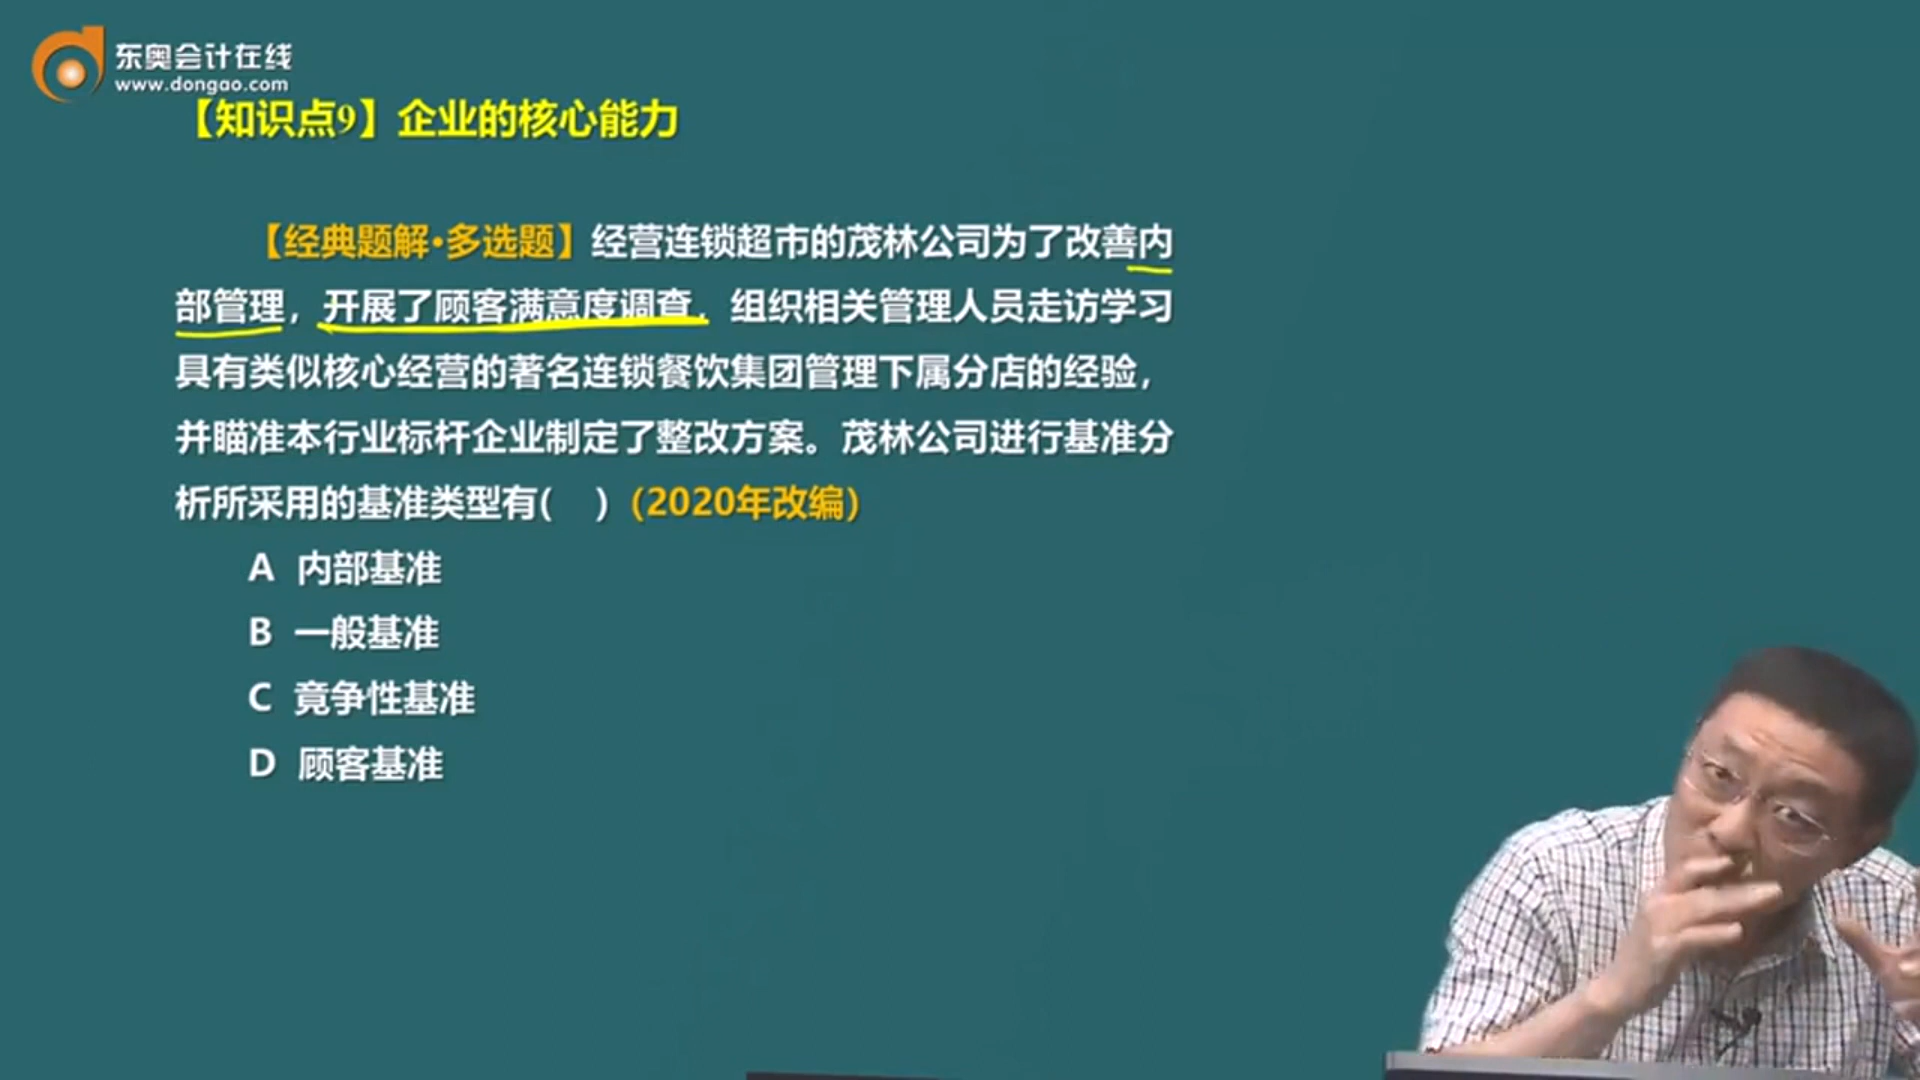 东奥会计在线
www.dongao.com
【知识点9】企业的核心能力
【经典题解•多选题】经营连锁超市的茂林公司为了改善内
部管理，开展了顾客满意度调查，组织相关管理人员走访学习
具有类似核心经营的著名连锁餐饮集团管理下属分店的经验，
并瞄准本行业标杆企业制定了整改方案。茂林公司进行基准分
析所采用的基准类型有( )（2020年改编）
A 内部基准
B 一般基准
C 竟争性基准
D 顾客基准